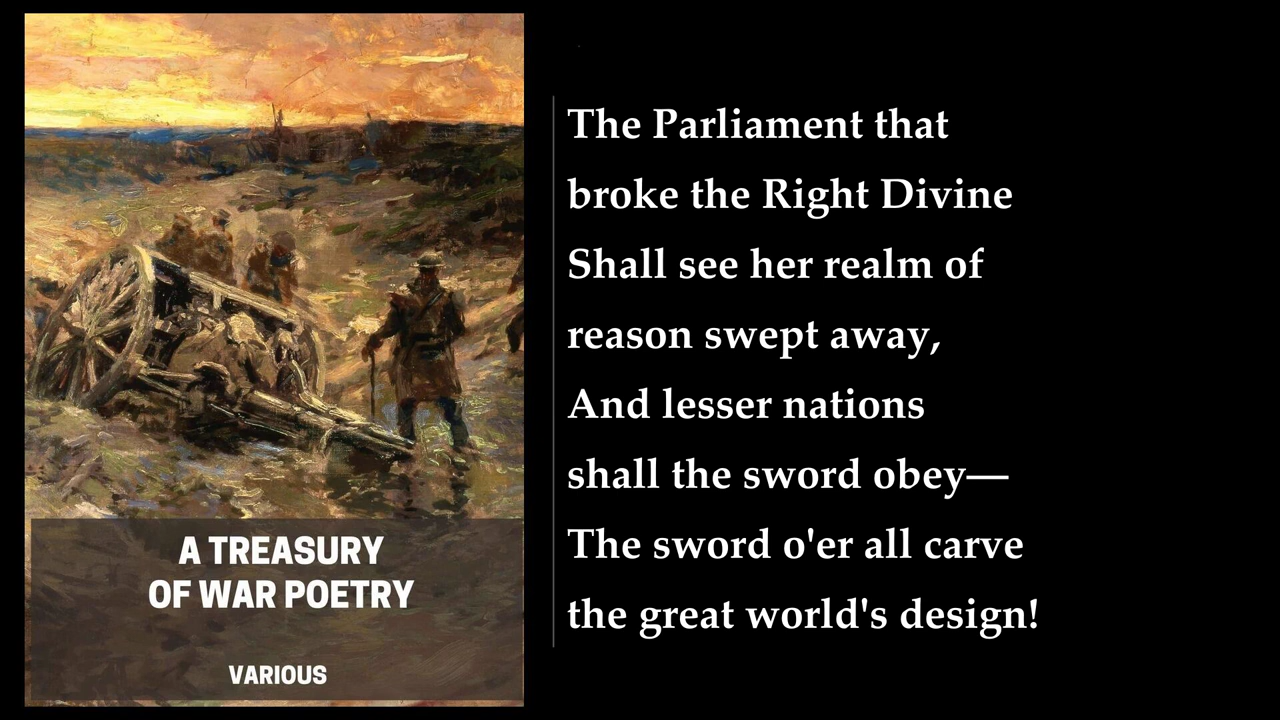 A TREASURY
OF WAR POETRY
VARIOUS
The Parliament that
broke the Right Divine
Shall see her realm of
reason swept away,
And lesser nations
shall the sword obey—
The sword o'er all carve
the great world's design!